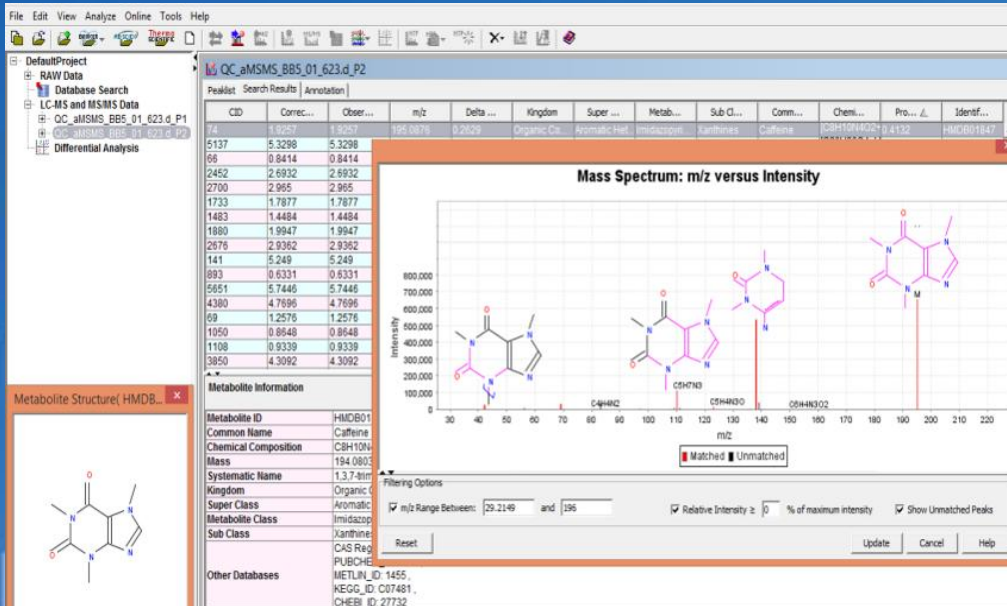 File Edit View Analyze Online Tools Help
DefaultProject
RAW Data
Database Search
LC-MS and MS/MS Data
QC_aMSMS_BB5_01_623.d_P1
QC_aMSMS_BB5_01_623.d_P2
Differential Analysis
QC_aMSMS_BB5_01_623.d_P2
Peaklist Search Results Annotation
CID Correc... Obser... m/z Delta ... Kingdom Super ... Metab... Sub Cl... Comm... Chemi... Pro... Identif...
74 1.9257 1.9257 195.0876 0.2629 Organic Co... Aromatic Het... Imidazopyri... Xanthines Caffeine 0.4132 HMDB01847
5137 5.3298 5.3298
66 0.8414 0.8414
2452 2.6932 2.6932
2700 2.965 2.965
1733 1.7877 1.7877
1483 1.4484 1.4484
1880 1.9947 1.9947
2676 2.9362 2.9362
141 5.249 5.249
893 0.6331 0.6331
5651 5.7446 5.7446
4380 4.7696 4.7696
69 1.2576 1.2576
1050 0.8648 0.8648
1108 0.9339 0.9339
3850 4.3092 4.3092
Mass Spectrum: m/z versus Intensity
Intensity
800,000
700,000
600,000
500,000
400,000
300,000
200,000
100,000
0
M
C5H7N3
C4H4N2 C5H4N3O C6H4N3O2
30 40 50 60 70 80 90 100 110 120 130 140 150 160 170 180 190 200 210 220
m/z
Matched Unmatched
Filtering Options
m/z Range Between: 29.2149 and 196 Relative Intensity ≥ 0 % of maximum intensity Show Unmatched Peaks
Reset Update Cancel Help
Metabolite Structure( HMDB...
O
N
N
O
N
N
Metabolite Information
Metabolite ID HMDB01
Common Name Caffeine
Chemical Composition C8H10N
Mass 194.0803
Systematic Name 1,3,7-trim
Kingdom Organic
Super Class Aromatic
Metabolite Class Imidazop
Sub Class Xanthine
Other Databases
CAS Reg
PUBCHE
METLIN_ID: 1455,
KEGG_ID: C07481,
CHEBI_ID: 27732